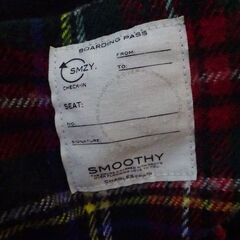 BOARDING PASS
SMZY.
FROM:
TO:
CHECK-IN
SEAT:
NO.
SIGNATURE:
SMOOTHY